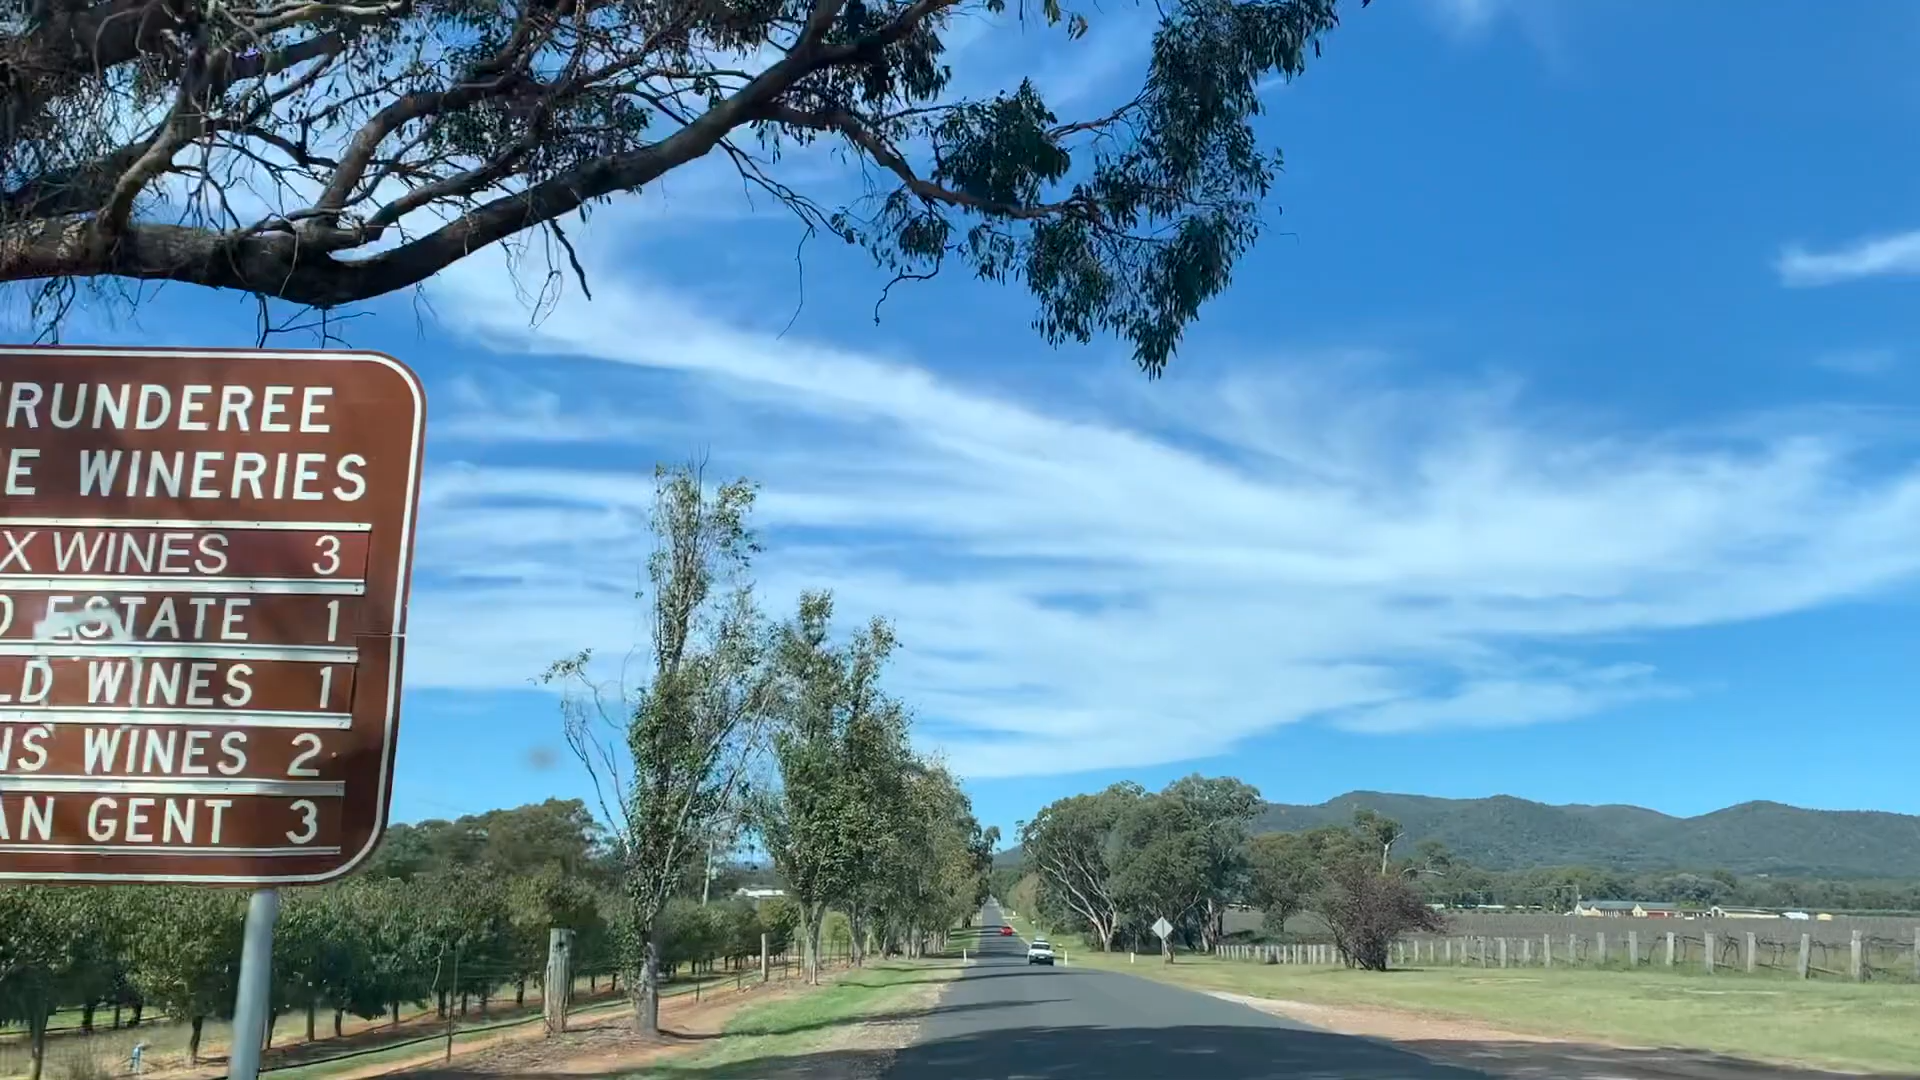 RUNDEREE
E WINERIES
X WINES 3
ESTATE 1
LD WINES 1
NS WINES 2
AN GENT 3